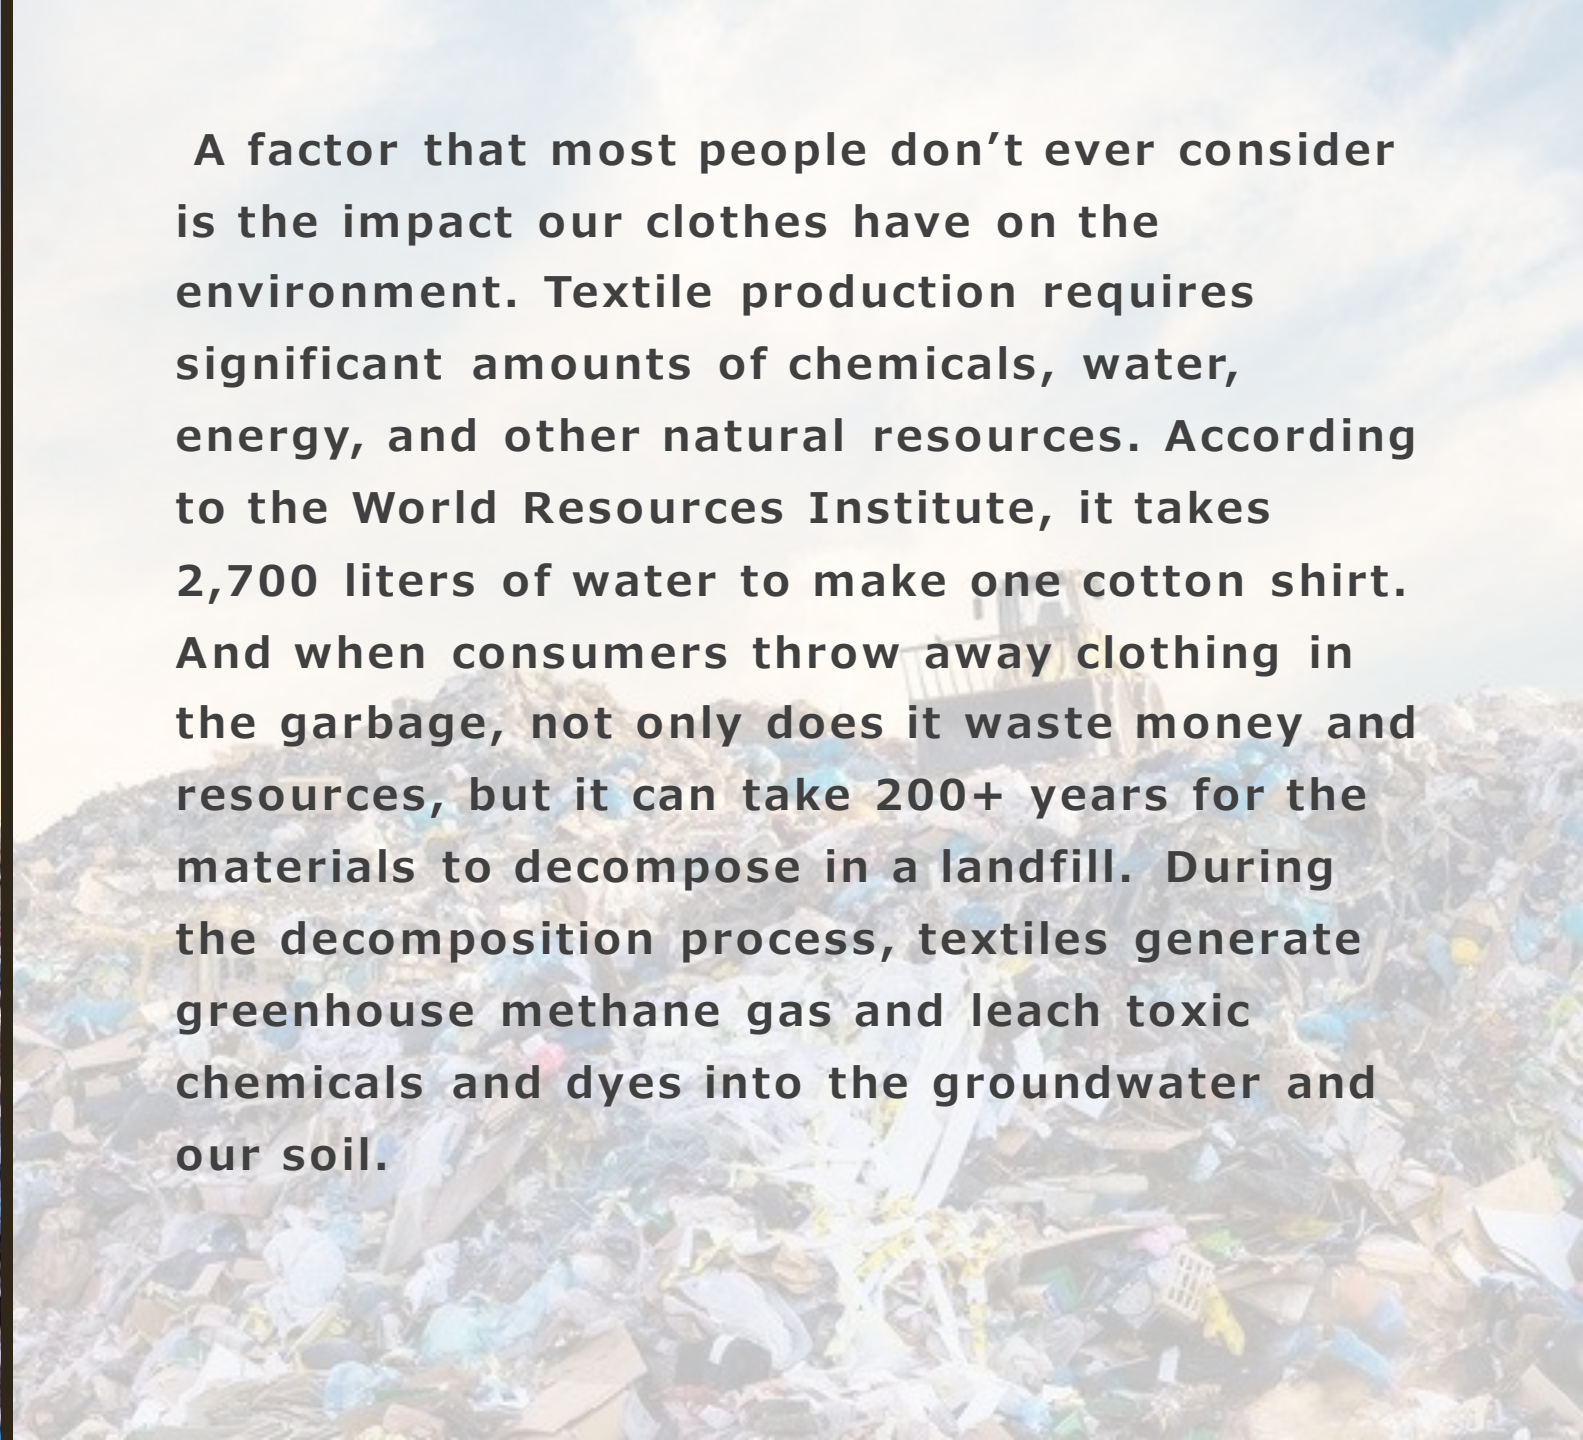 A factor that most people don’t ever consider
is the impact our clothes have on the
environment. Textile production requires
significant amounts of chemicals, water,
energy, and other natural resources. According
to the World Resources Institute, it takes
2,700 liters of water to make one cotton shirt.
And when consumers throw away clothing in
the garbage, not only does it waste money and
resources, but it can take 200+ years for the
materials to decompose in a landfill. During
the decomposition process, textiles generate
greenhouse methane gas and leach toxic
chemicals and dyes into the groundwater and
our soil.